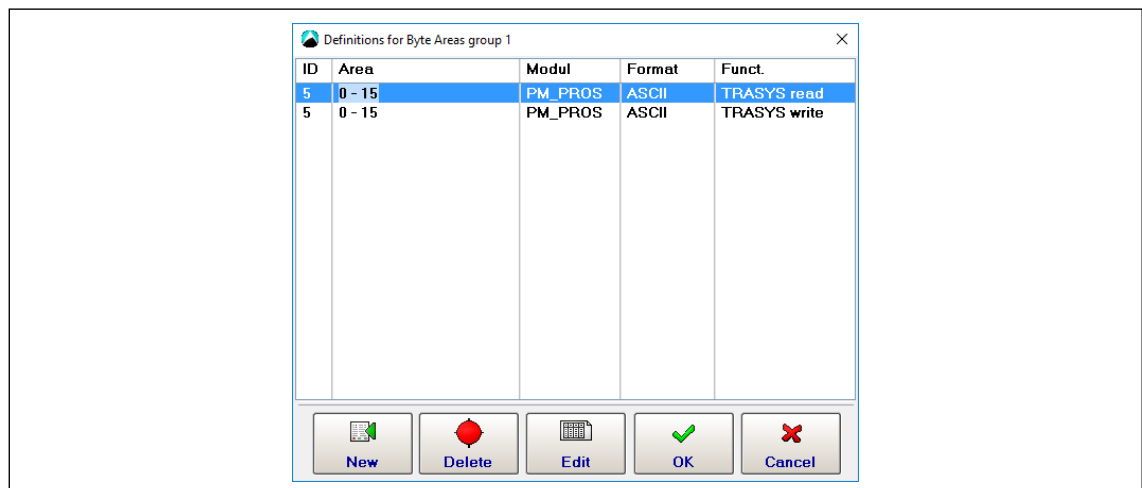 Definitions for Byte Areas group 1
ID Area Modul Format Funct.
5 0 - 15 PM_PROS ASCII TRASYS read
5 0 - 15 PM_PROS ASCII TRASYS write
New Delete Edit OK Cancel